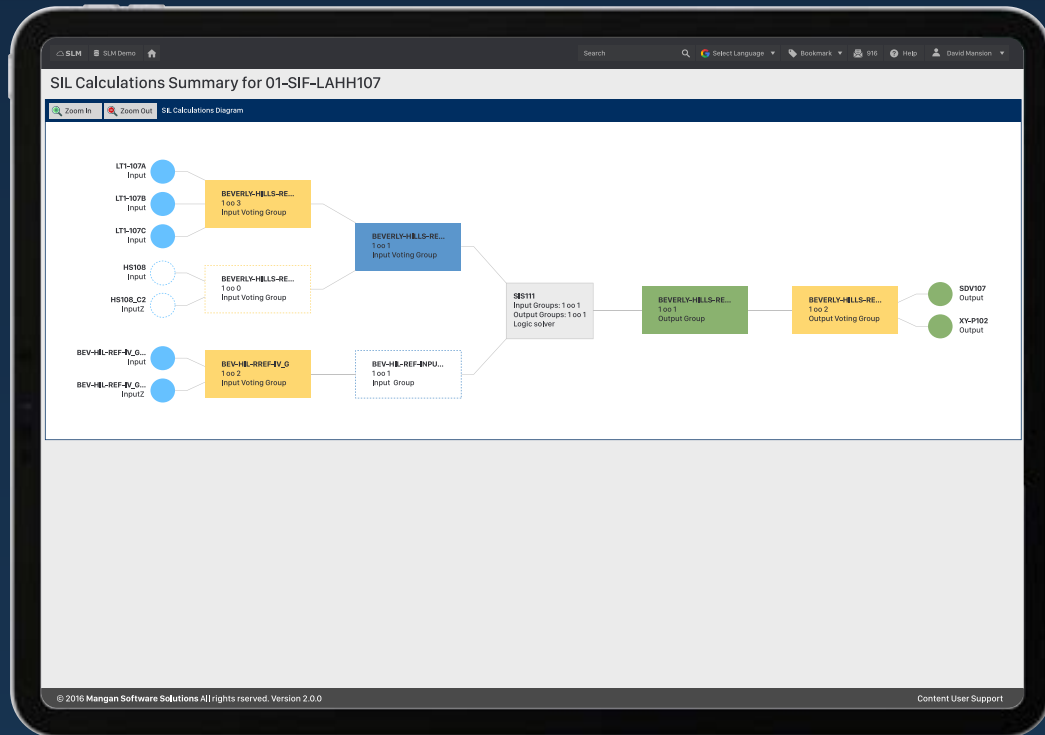 SLM SLM Demo Search Select Language Bookmark 916 Help David Mansion
SIL Calculations Summary for 01-SIF-LAHH107
Zoom In Zoom Out SIL Calculations Diagram
LT1-107A
Input
LT1-107B
Input
LT1-107C
Input
BEVERLY-HILLS-RE...
1 oo 3
Input Voting Group
BEVERLY-HILLS-RE...
1 oo 1
Input Voting Group
HS108
Input
HS108_C2
InputZ
BEVERLY-HILLS-RE...
1 oo 0
Input Voting Group
BEV-HIL-REF-IV_G...
Input
BEV-HIL-REF-IV_G...
InputZ
BEV-HIL-RREF-IV_G
1 oo 2
Input Voting Group
BEV-HIL-REF-INPU...
1 oo 1
Input Group
SIS111
Input Groups: 1 oo 1
Output Groups: 1 oo 1
Logic solver
BEVERLY-HILLS-RE...
1 oo 1
Output Group
BEVERLY-HILLS-RE...
1 oo 2
Output Voting Group
SDV107
Output
XY-P102
Output
© 2016 Mangan Software Solutions All rights rserved. Version 2.0.0
Content User Support